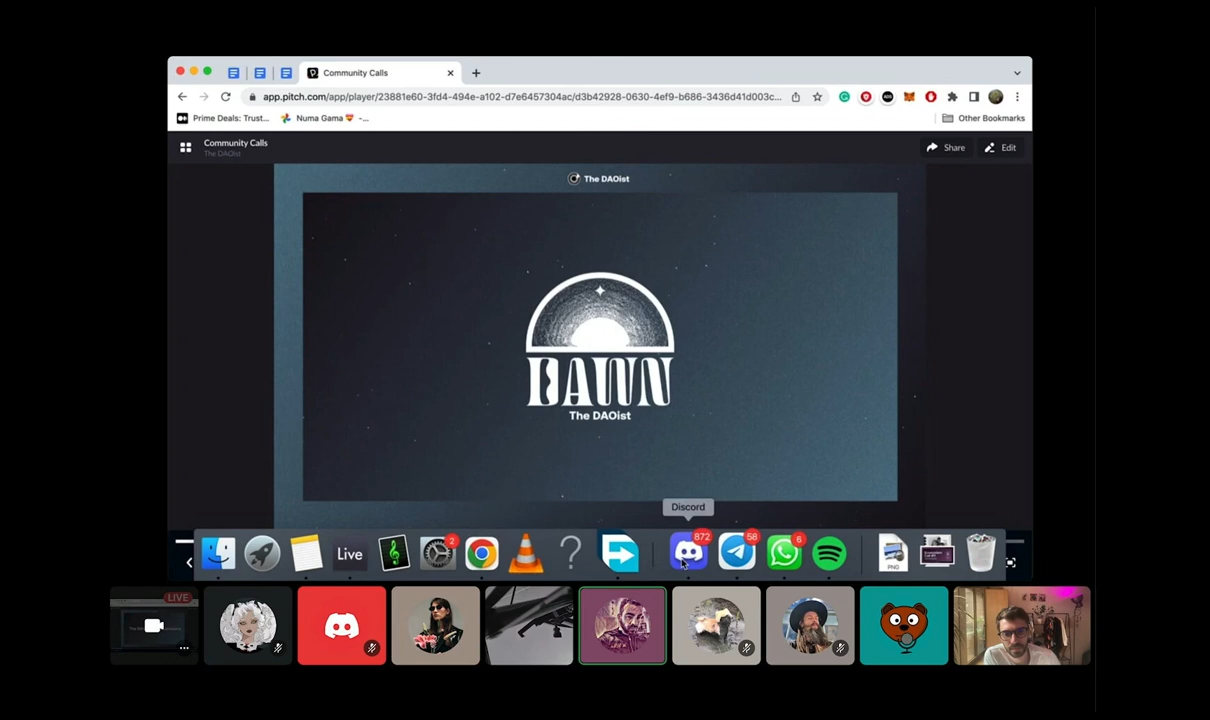 Community Calls
app.pitch.com/app/player/23881e60-3fd4-494e-a102-d7e6457304ac/d3b42928-0630-4ef9-b686-3436d41d003c...
Prime Deals: Trust...
Numa Gama
-...
Other Bookmarks
Community Calls
The DAOist
Share
Edit
The DAOist
DAWN
The DAOist
Discord
Live
2
872
58
6
PNG
LIVE